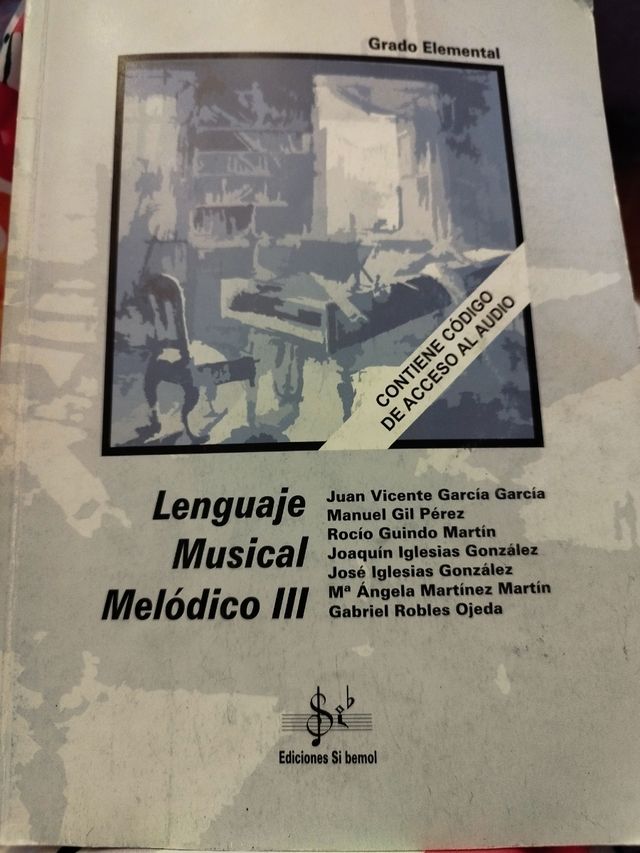 Grado Elemental
CONTIENE CÓDIGO
DE ACCESO AL AUDIO
Lenguaje
Musical
Melódico III
Juan Vicente García García
Manuel Gil Pérez
Rocío Guindo Martín
Joaquín Iglesias González
José Iglesias González
Mª Ángela Martínez Martín
Gabriel Robles Ojeda
Si♭
Ediciones Si bemol